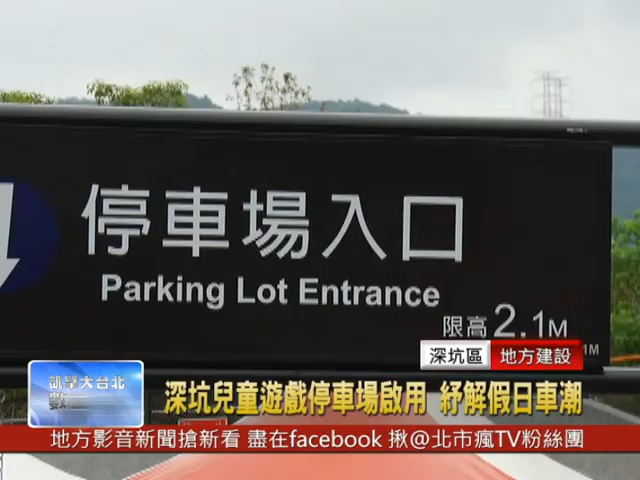 停車場入口
Parking Lot Entrance
限高2.1M
1M
深坑區 地方建設
凱擘大台北
數
深坑兒童遊戲停車場啟用 紓解假日車潮
地方影音新聞搶新看 盡在facebook 揪@北市瘋TV粉絲團